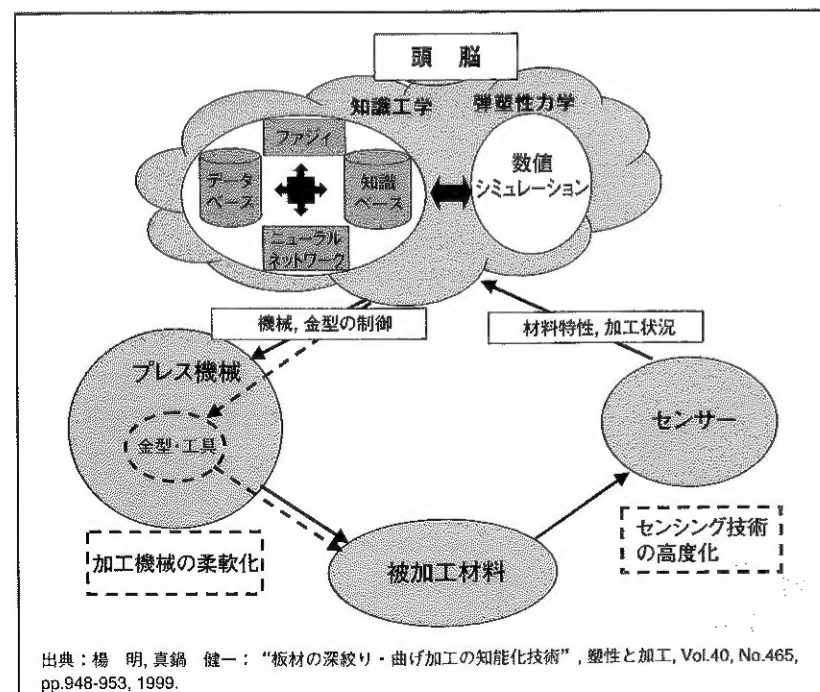 頭 脳
知識工学
弾塑性力学
ファジィ
データ
ベース
知識
ベース
ニューラル
ネットワーク
数値
シミュレーション
機械, 金型の制御
材料特性, 加工状況
プレス機械
金型・工具
センサー
加工機械の柔軟化
被加工材料
センシング技術
の高度化
出典：楊 明, 真鍋 健一： “板材の深絞り・曲げ加工の知能化技術” , 塑性と加工, Vol.40, No.465,
pp.948-953, 1999.